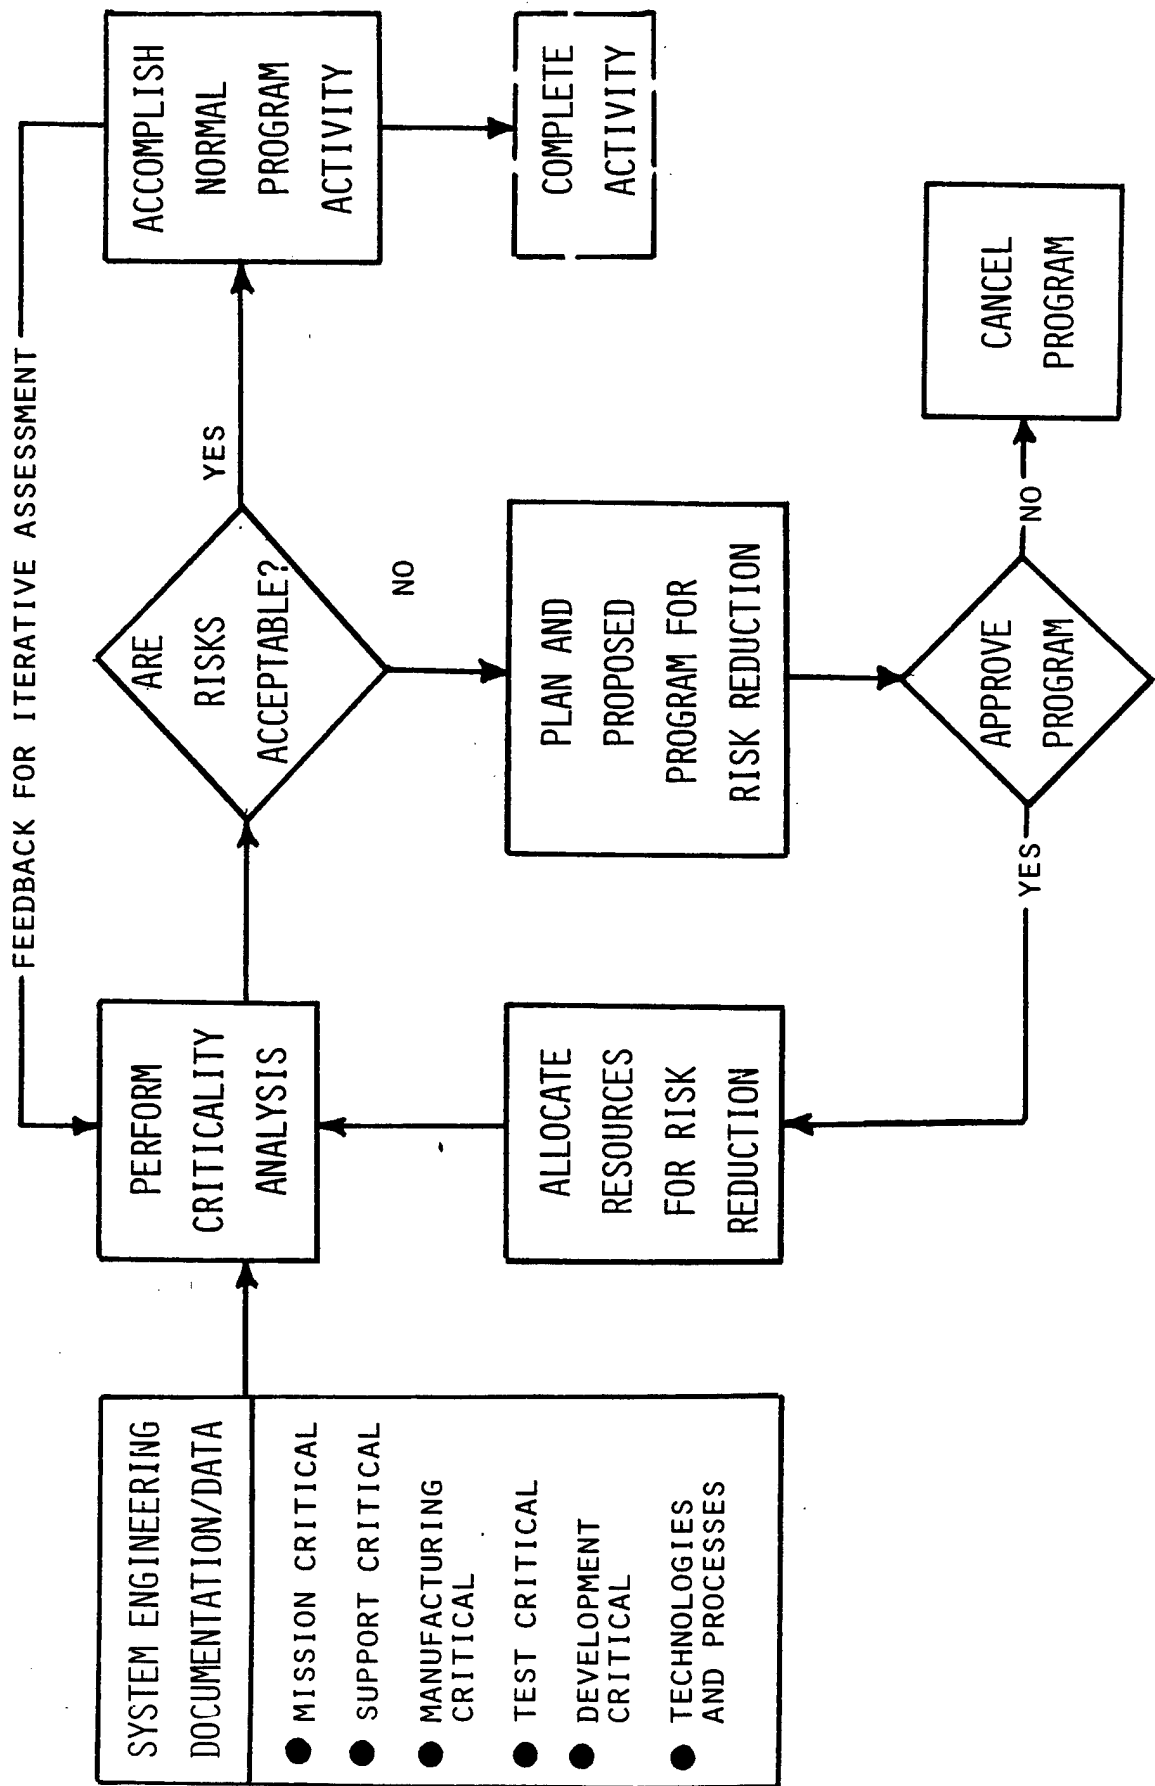 FEEDBACK FOR ITERATIVE ASSESSMENT
SYSTEM ENGINEERING
DOCUMENTATION/DATA
● MISSION CRITICAL
● SUPPORT CRITICAL
● MANUFACTURING
CRITICAL
● TEST CRITICAL
● DEVELOPMENT
CRITICAL
● TECHNOLOGIES
AND PROCESSES
PERFORM
CRITICALITY
ANALYSIS
ARE
RISKS
ACCEPTABLE?
YES
ACCOMPLISH
NORMAL
PROGRAM
ACTIVITY
COMPLETE
ACTIVITY
NO
PLAN AND
PROPOSED
PROGRAM FOR
RISK REDUCTION
ALLOCATE
RESOURCES
FOR RISK
REDUCTION
YES
APPROVE
PROGRAM
NO
CANCEL
PROGRAM